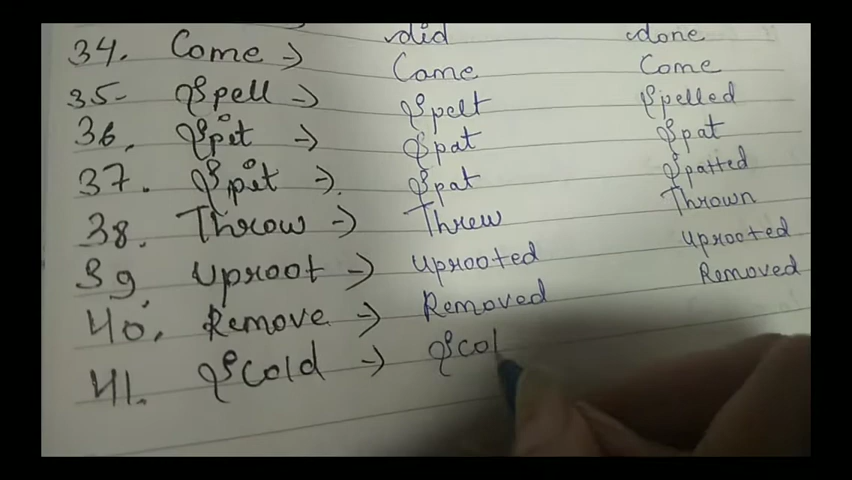 did done
34. Come → Came Come
35- Spell → Spelt Spelled
36. Spit → Spat Spat
37. Spit → Spat Spatted
38. Throw → Threw Thrown
39. Uproot → Uprooted Uprooted
40. Remove → Removed Removed
41. Scold → Scol